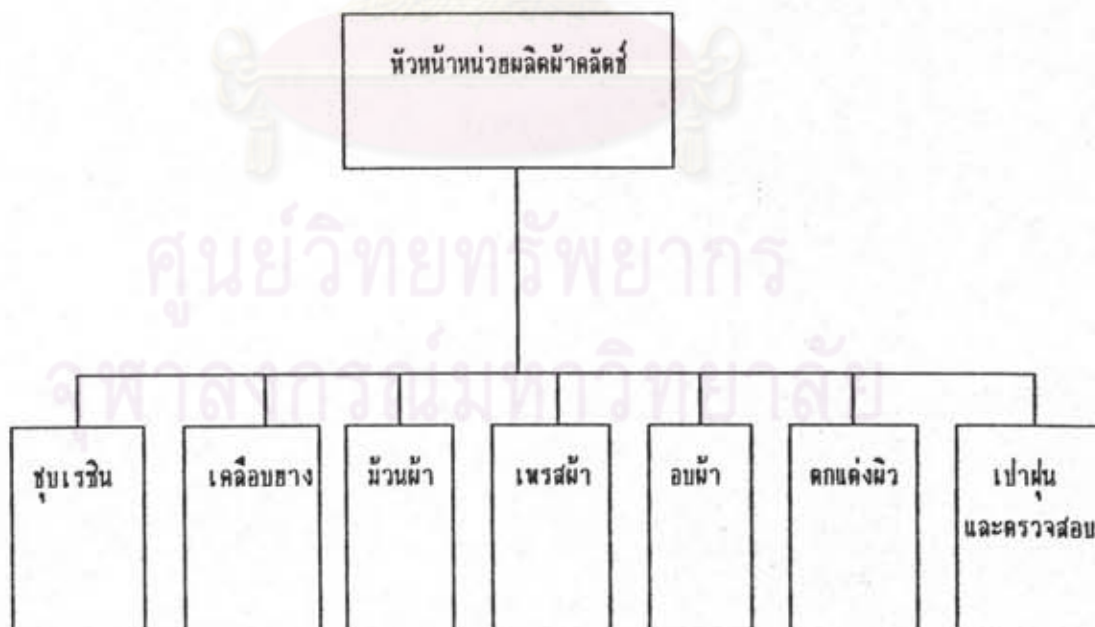 หัวหน้าหน่วยผลิตผ้าคลัตช์
ศูนย์วิทยทรัพยากร
จุฬาลงกรณ์มหาวิทยาลัย
ชุบเรซิน
เคลือบยาง
ม้วนผ้า
เพรสผ้า
อบผ้า
ตกแต่งผิว
เป่าฝุ่น
และตรวจสอบ